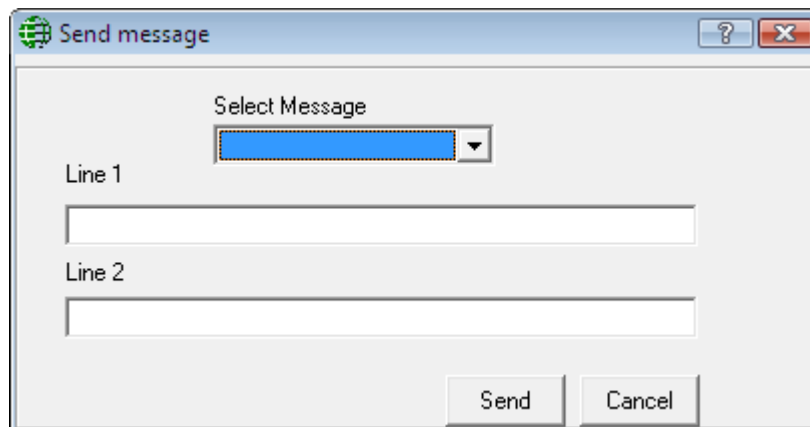 Send message
Select Message
Line 1
Line 2
Send Cancel